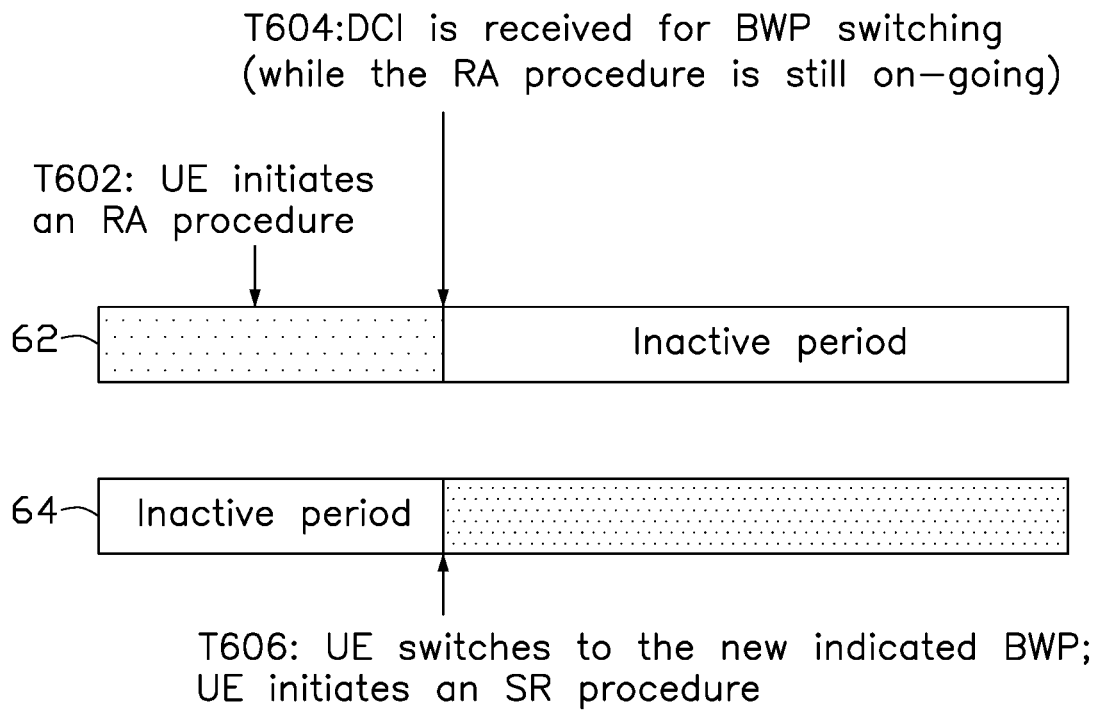 T604:DCI is received for BWP switching
(while the RA procedure is still on-going)
T602: UE initiates
an RA procedure
62
Inactive period
64
Inactive period
T606: UE switches to the new indicated BWP;
UE initiates an SR procedure